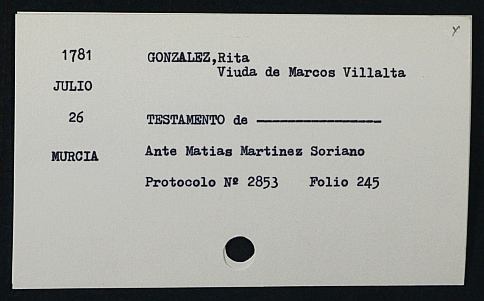 1781 GONZALEZ,Rita
Viuda de Marcos Villalta
JULIO
26 TESTAMENTO de ----------------
MURCIA Ante Matias Martinez Soriano
Protocolo Nº 2853 Folio 245